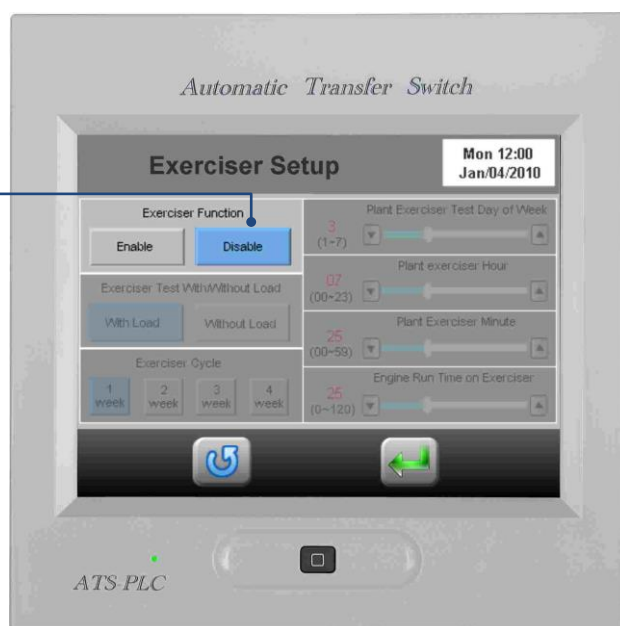 Automatic Transfer Switch
Exerciser Setup
Mon 12:00
Jan/04/2010
Exerciser Function
Enable
Disable
Exerciser Test With/Without Load
With Load
Without Load
Exerciser Cycle
1
week
2
week
3
week
4
week
Plant Exerciser Test Day of Week
3
(1~7)
Plant exerciser Hour
07
(00~23)
Plant Exerciser Minute
25
(00~59)
Engine Run Time on Exerciser
25
(0~120)
ATS-PLC